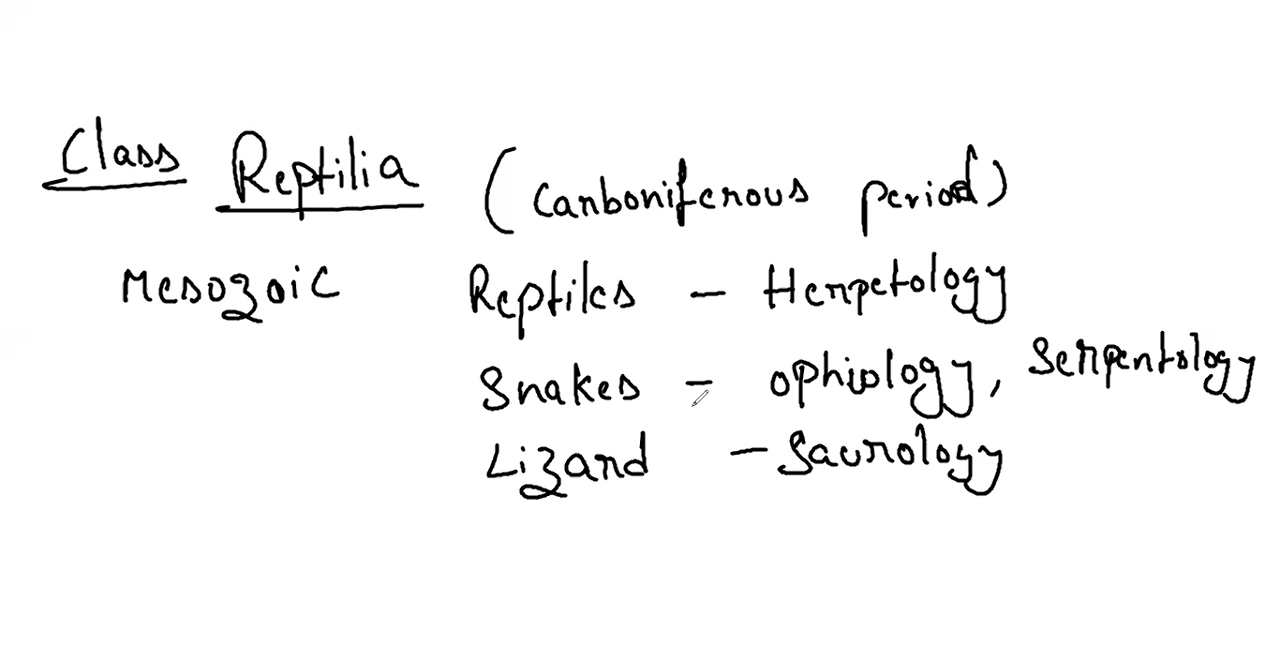 Class Reptilia (Carboniferous period)
Mesozoic Reptiles - Herpetology
Snakes - ophiology, Serpentology
Lizard - Saurology